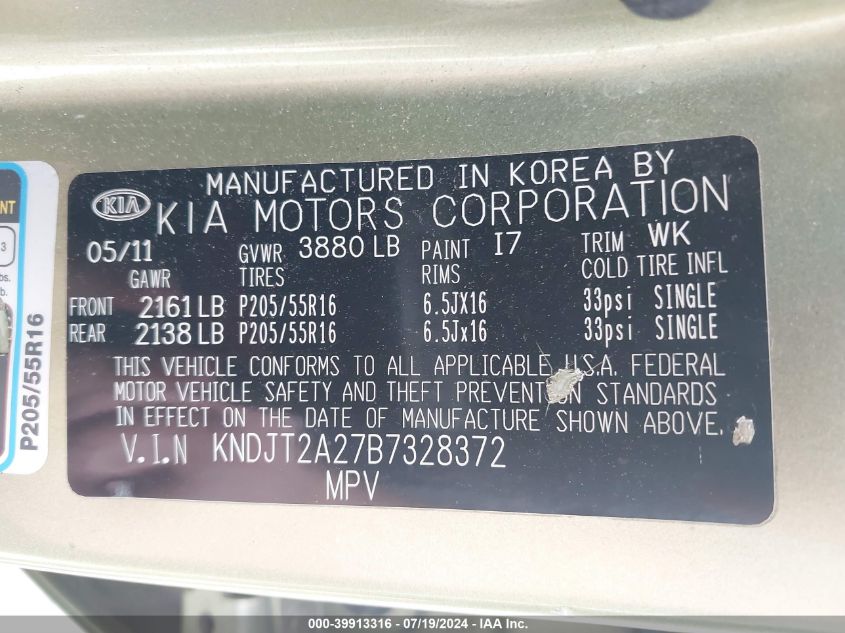 MANUFACTURED IN KOREA BY
KIA KIA MOTORS CORPORATION
05/11 GVWR 3880 LB PAINT I7 TRIM WK
GAWR TIRES RIMS COLD TIRE INFL
FRONT 2161 LB P205/55R16 6.5JX16 33psi SINGLE
REAR 2138 LB P205/55R16 6.5Jx16 33psi SINGLE
THIS VEHICLE CONFORMS TO ALL APPLICABLE U.S.A. FEDERAL
MOTOR VEHICLE SAFETY AND THEFT PREVENTION STANDARDS
IN EFFECT ON THE DATE OF MANUFACTURE SHOWN ABOVE.
V.I.N KNDJT2A27B7328372
MPV
NT
3
bs.
b.
P205/55R16
000-39913316 - 07/19/2024 - IAA Inc.